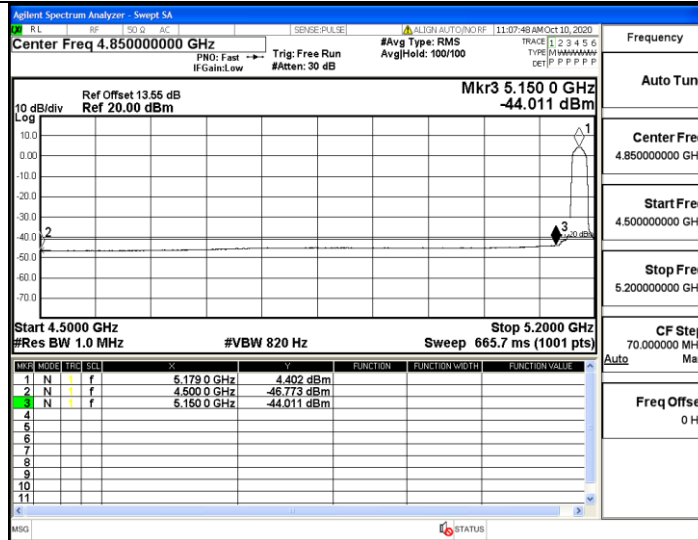 Agilent Spectrum Analyzer - Swept SA
RL RF 50 Ω AC SENSE:PULSE ALIGN AUTO/NO RF 11:07:48 AM Oct 10, 2020
Center Freq 4.850000000 GHz
PNO: Fast
IFGain:Low
Trig: Free Run
#Atten: 30 dB
#Avg Type: RMS
Avg|Hold: 100/100
TRACE 1 2 3 4 5 6
TYPE
DET P P P P P P
Mkr3 5.150 0 GHz
-44.011 dBm
Ref Offset 13.55 dB
Ref 20.00 dBm
10 dB/div
Log
10.0
0.00
-10.0
-20.0
-30.0
-40.0
-50.0
-60.0
-70.0
1
2
3
Start 4.5000 GHz
Stop 5.2000 GHz
#Res BW 1.0 MHz
#VBW 820 Hz
Sweep 665.7 ms (1001 pts)
MKR MODE TRC SCL X Y FUNCTION FUNCTION WIDTH FUNCTION VALUE
1 N 1 f 5.179 0 GHz 4.402 dBm
2 N 1 f 4.500 0 GHz -46.773 dBm
3 N 1 f 5.150 0 GHz -44.011 dBm
4
5
6
7
8
9
10
11
MSG
STATUS
Frequency
Auto Tun
Center Fre
4.850000000 GH
Start Fre
4.500000000 GH
Stop Fre
5.200000000 GH
CF Ste
70.000000 MH
Auto Ma
Freq Offse
0 H